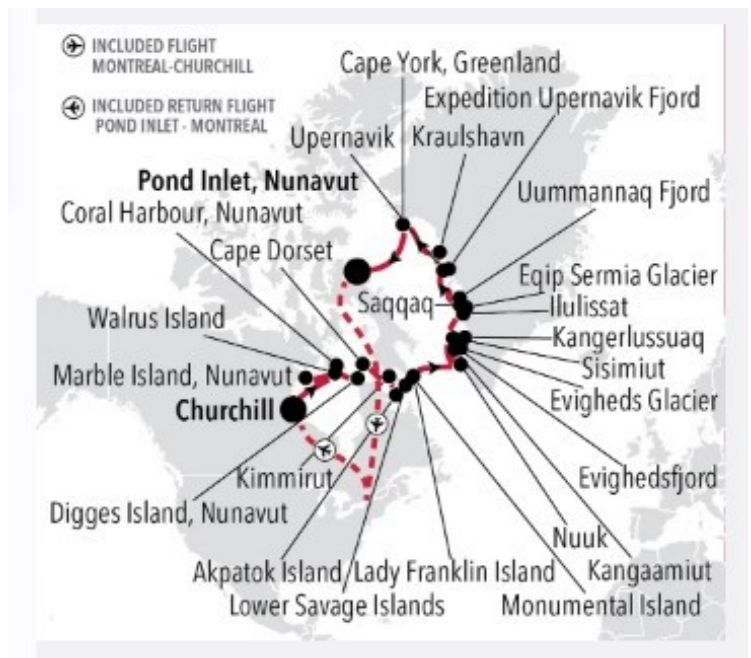 INCLUDED FLIGHT
MONTREAL-CHURCHILL
INCLUDED RETURN FLIGHT
POND INLET - MONTREAL
Cape York, Greenland
Expedition Upernavik Fjord
Upernavik
Kraulshavn
Pond Inlet, Nunavut
Uummannaq Fjord
Coral Harbour, Nunavut
Cape Dorset
Eqip Sermia Glacier
Saqqaq
Ilulissat
Walrus Island
Kangerlussuaq
Sisimiut
Marble Island, Nunavut
Evigheds Glacier
Churchill
Kimmirut
Evighedsfjord
Digges Island, Nunavut
Nuuk
Akpatok Island
Lady Franklin Island
Kangaamiut
Lower Savage Islands
Monumental Island